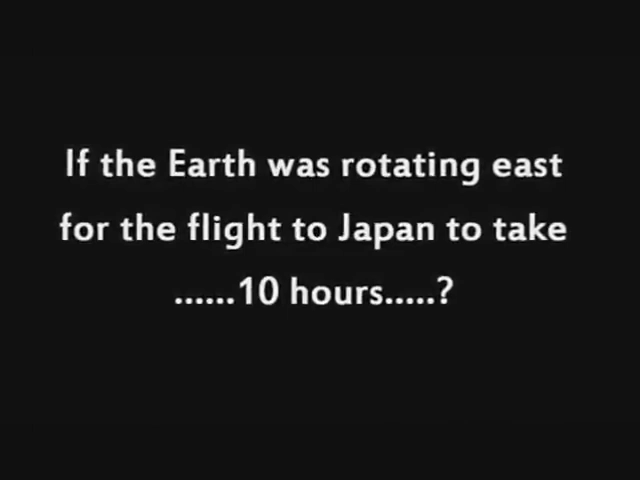 If the Earth was rotating east
for the flight to Japan to take
......10 hours.....?